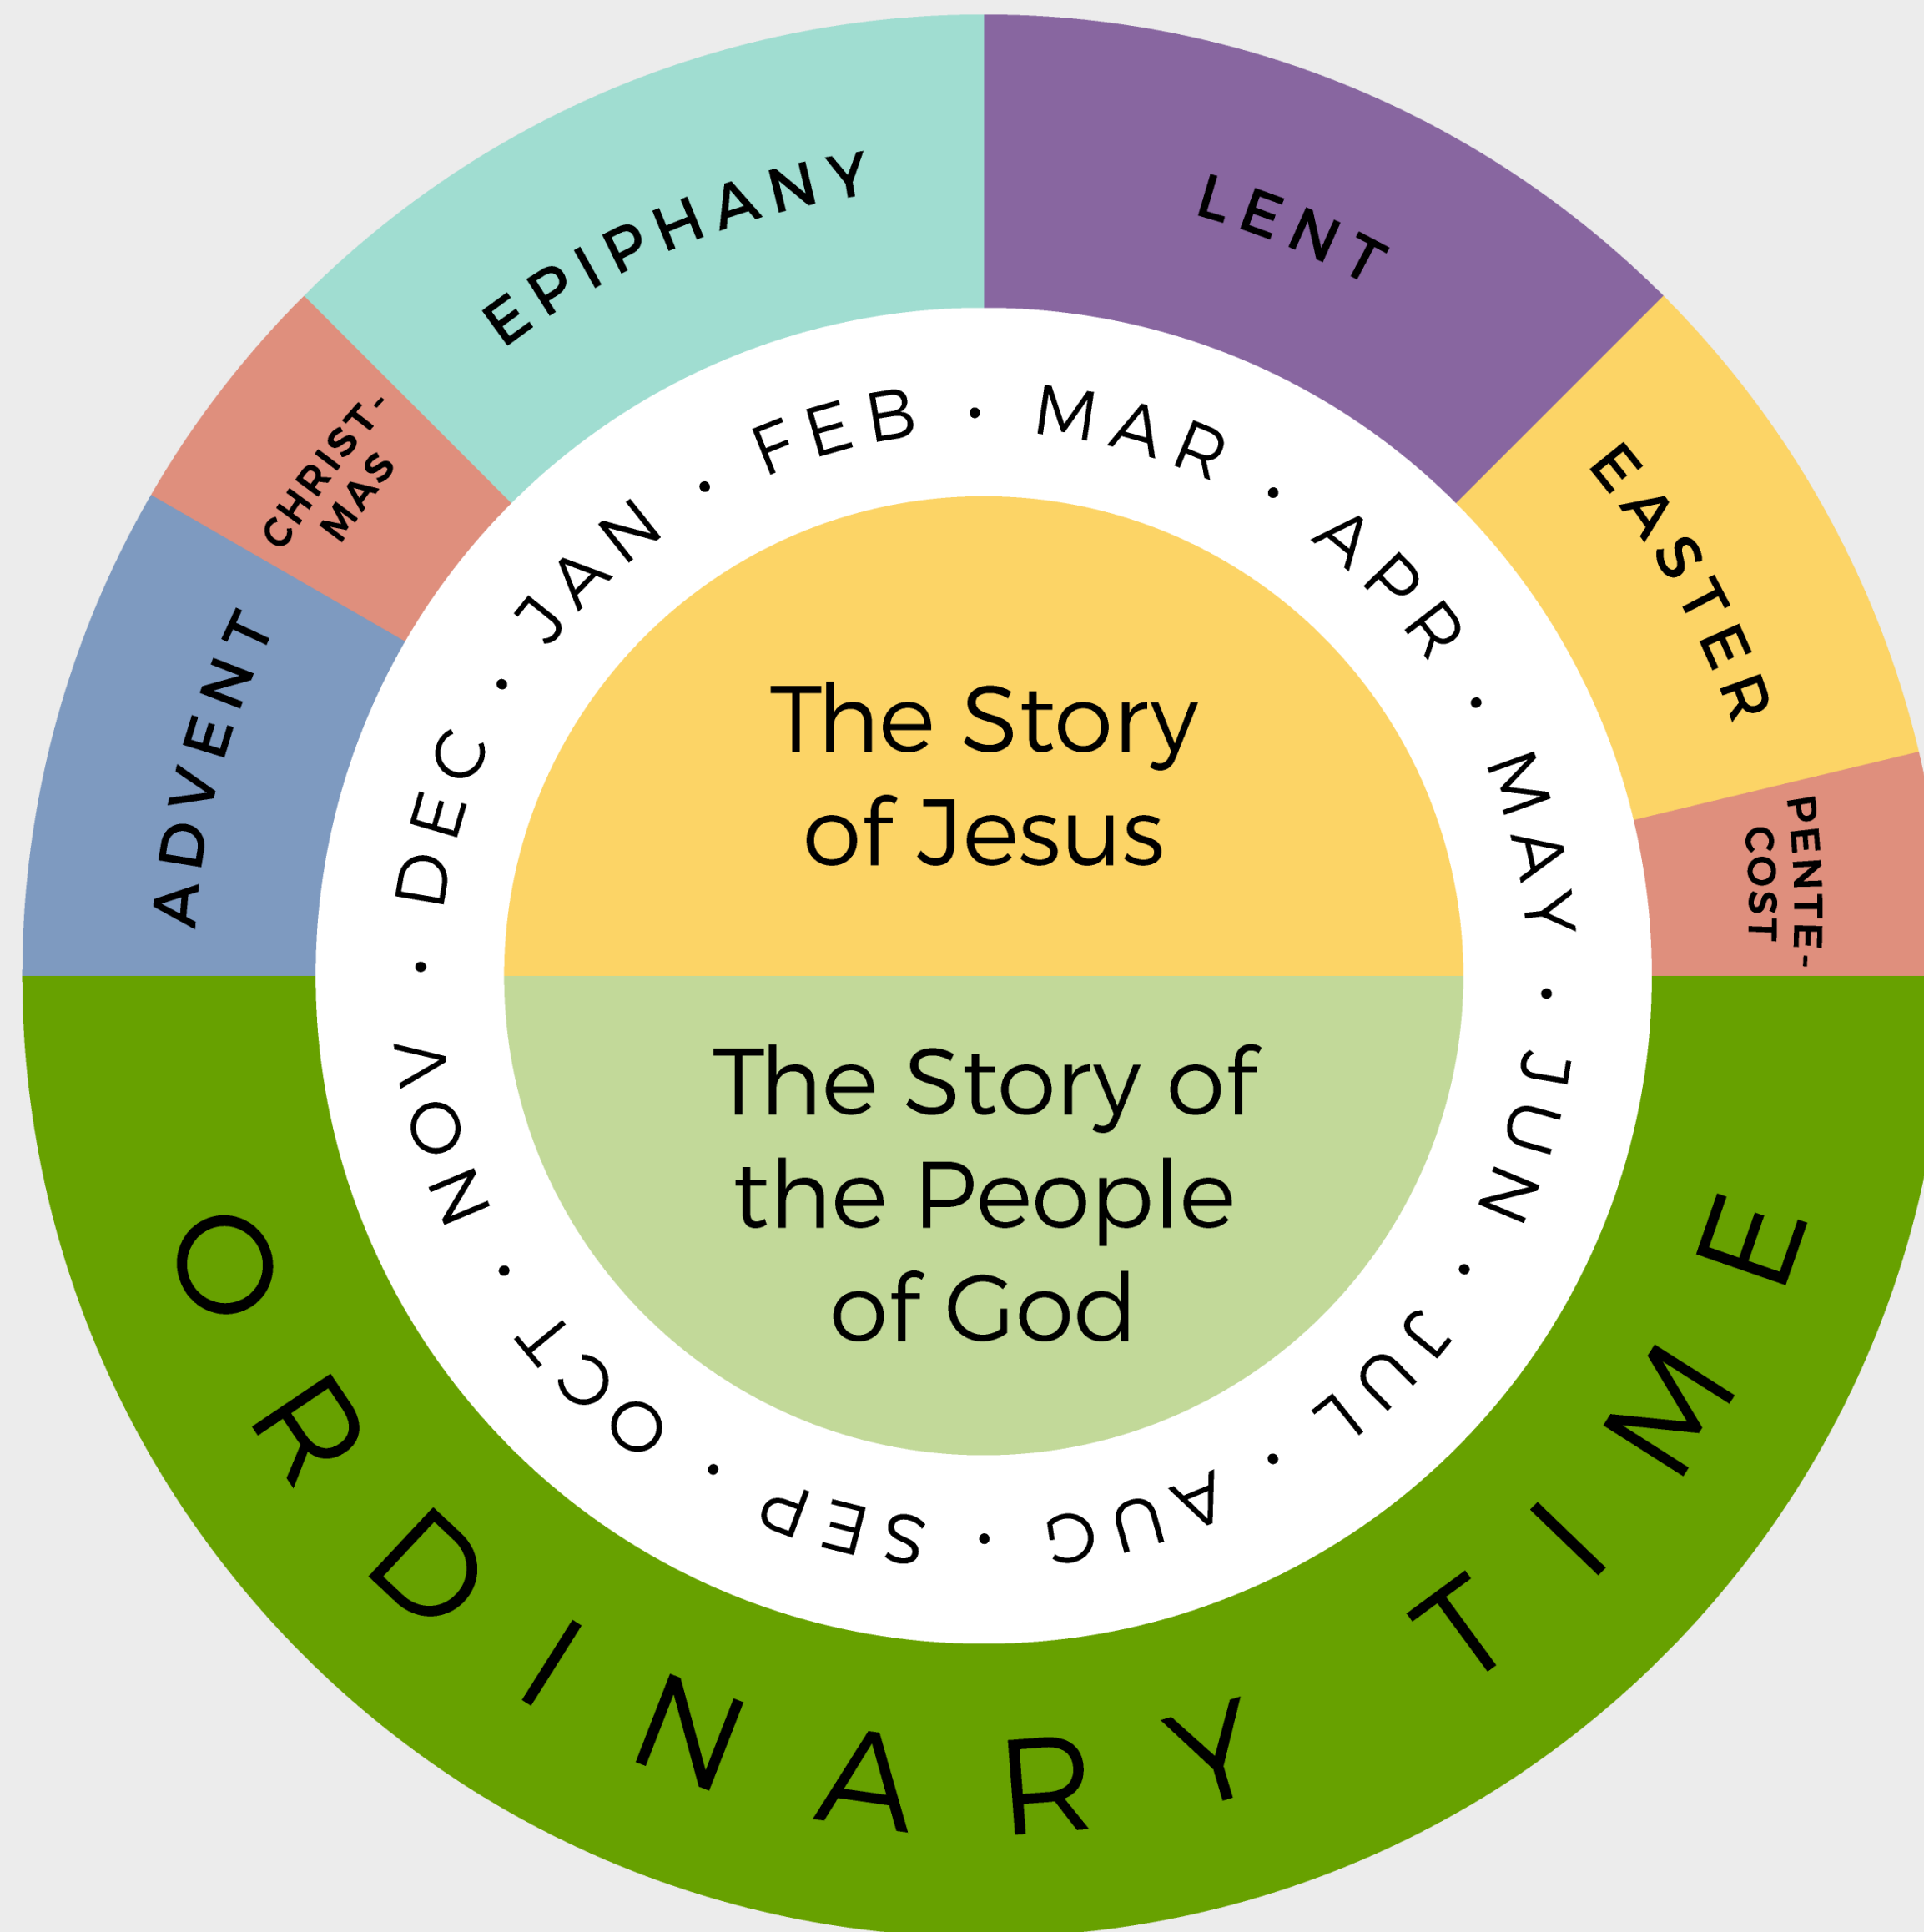 ADVENT
CHRIST-
MAS
EPIPHANY
LENT
EASTER
PENTE-
COST
ORDINARY TIME
DEC • JAN • FEB • MAR • APR • MAY • JUN • JUL • AUG • SEP • OCT • NOV •
The Story
of Jesus
The Story of
the People
of God